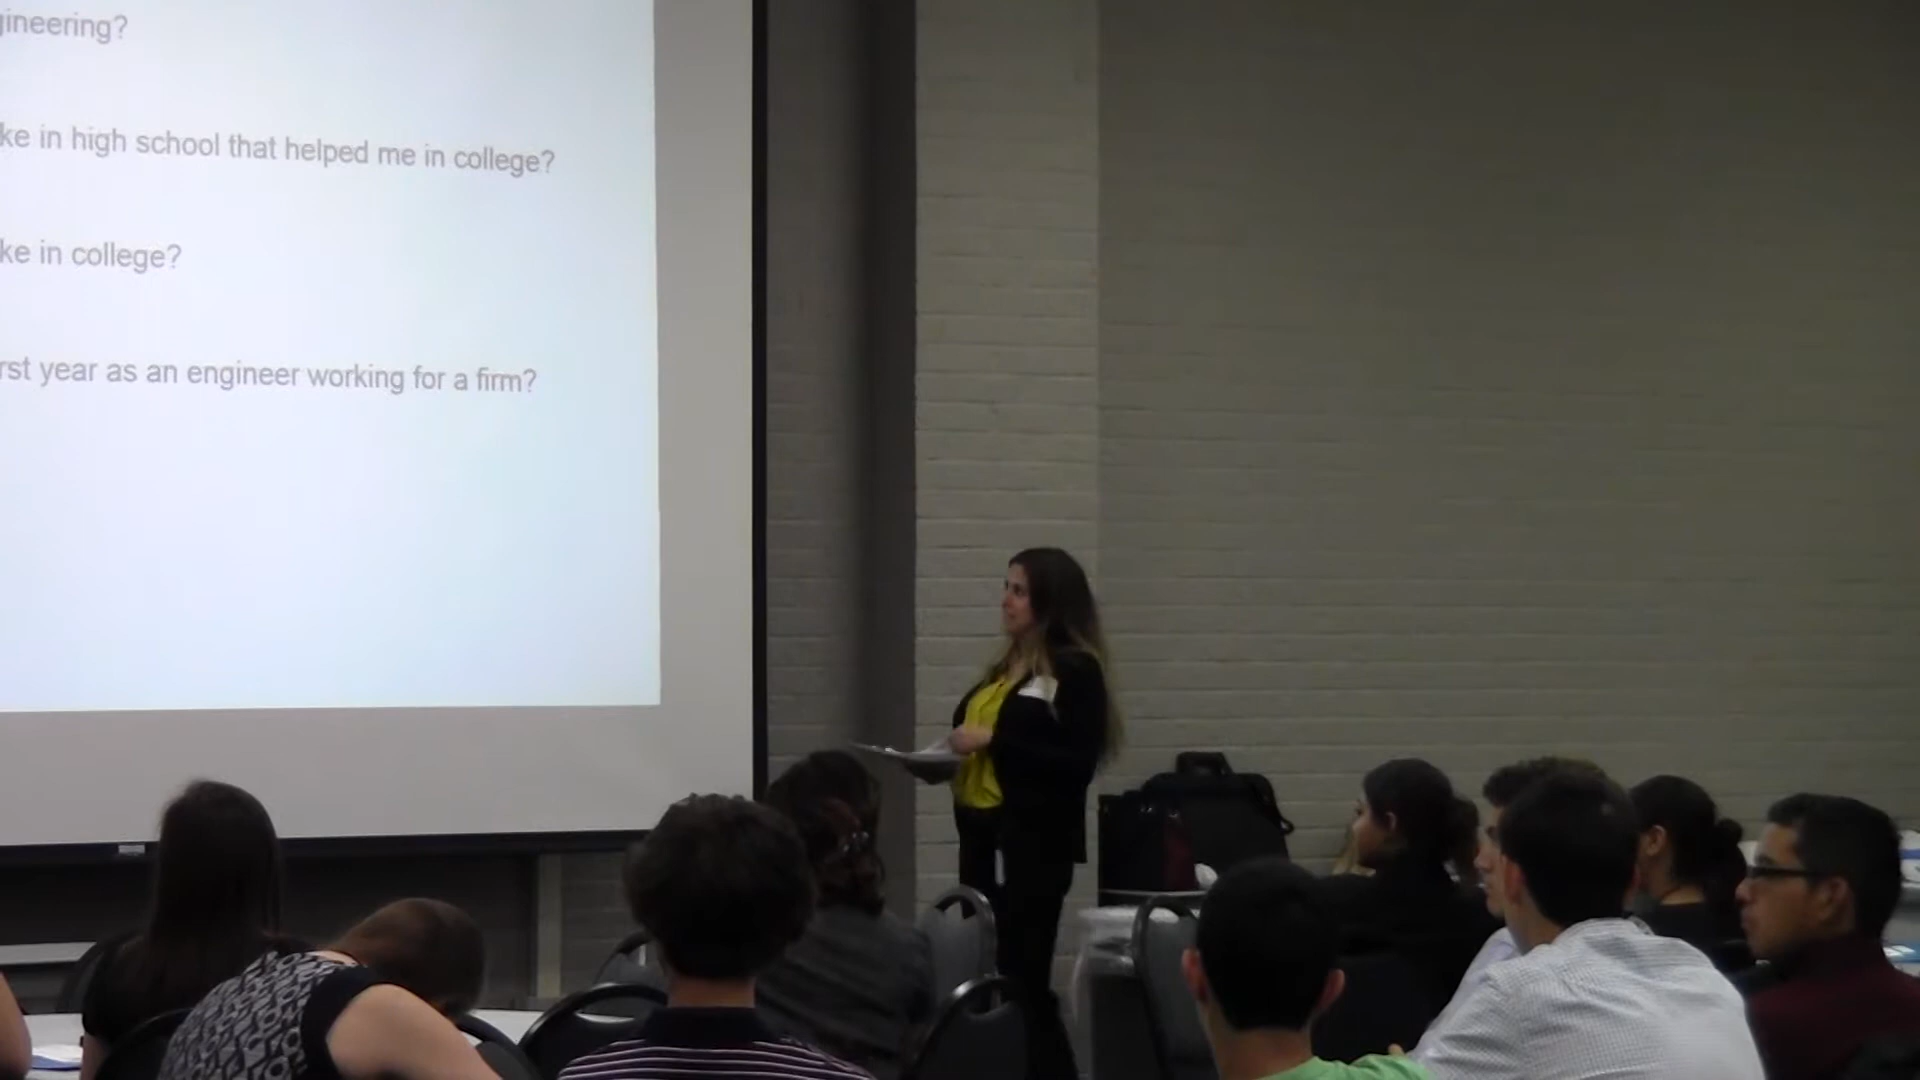 gineering?
ke in high school that helped me in college?
ke in college?
rst year as an engineer working for a firm?